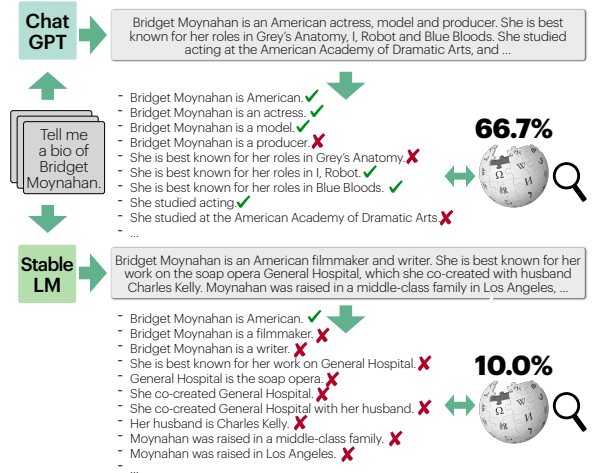 Chat
GPT
Bridget Moynahan is an American actress, model and producer. She is best
known for her roles in Grey's Anatomy, I, Robot and Blue Bloods. She studied
acting at the American Academy of Dramatic Arts, and ...
Tell me
a bio of
Bridget
Moynahan.
- Bridget Moynahan is American.
- Bridget Moynahan is an actress.
- Bridget Moynahan is a model.
- Bridget Moynahan is a producer.
- She is best known for her roles in Grey's Anatomy.
- She is best known for her roles in I, Robot.
- She is best known for her roles in Blue Bloods.
- She studied acting.
- She studied at the American Academy of Dramatic Arts.
- ...
66.7%
Stable
LM
Bridget Moynahan is an American filmmaker and writer. She is best known for her
work on the soap opera General Hospital, which she co-created with husband
Charles Kelly. Moynahan was raised in a middle-class family in Los Angeles, ...
- Bridget Moynahan is American.
- Bridget Moynahan is a filmmaker.
- Bridget Moynahan is a writer.
- She is best known for her work on General Hospital.
- General Hospital is the soap opera.
- She co-created General Hospital.
- She co-created General Hospital with her husband.
- Her husband is Charles Kelly.
- Moynahan was raised in a middle-class family.
- Moynahan was raised in Los Angeles.
- ...
10.0%